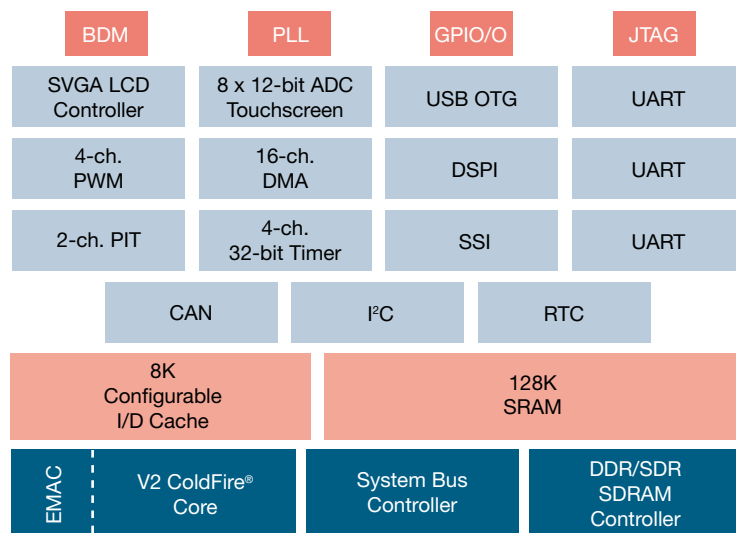 BDM
PLL
GPIO/O
JTAG
SVGA LCD
Controller
8 x 12-bit ADC
Touchscreen
USB OTG
UART
4-ch.
PWM
16-ch.
DMA
DSPI
UART
2-ch. PIT
4-ch.
32-bit Timer
SSI
UART
CAN
I²C
RTC
8K
Configurable
I/D Cache
128K
SRAM
EMAC
V2 ColdFire®
Core
System Bus
Controller
DDR/SDR
SDRAM
Controller